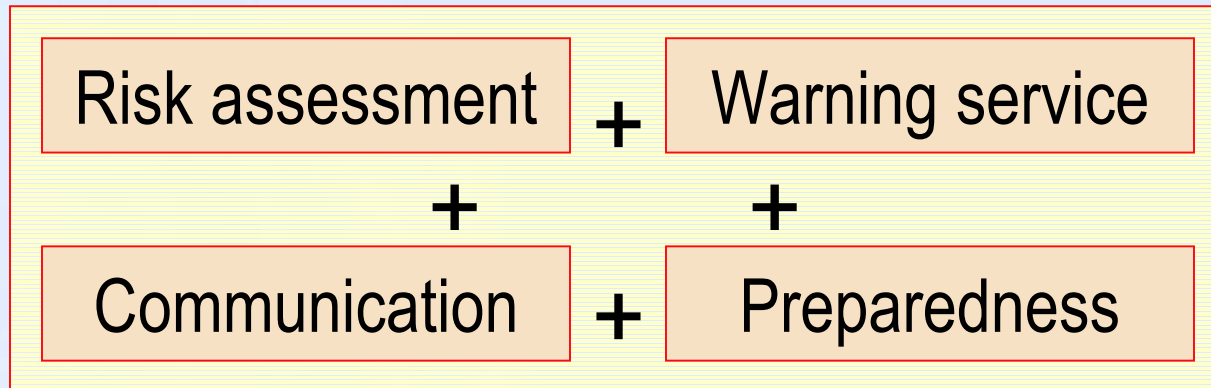 Risk assessment + Warning service
+ +
Communication + Preparedness